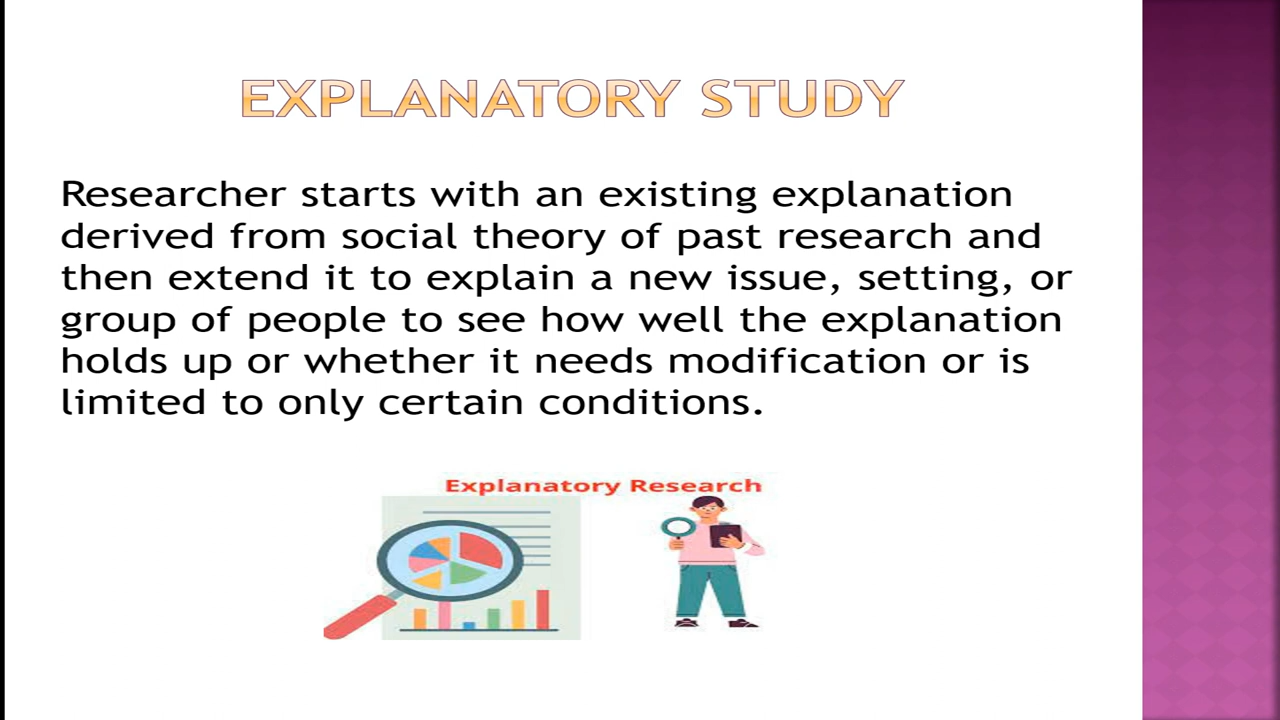 EXPLANATORY STUDY
Researcher starts with an existing explanation
derived from social theory of past research and
then extend it to explain a new issue, setting, or
group of people to see how well the explanation
holds up or whether it needs modification or is
limited to only certain conditions.
Explanatory Research